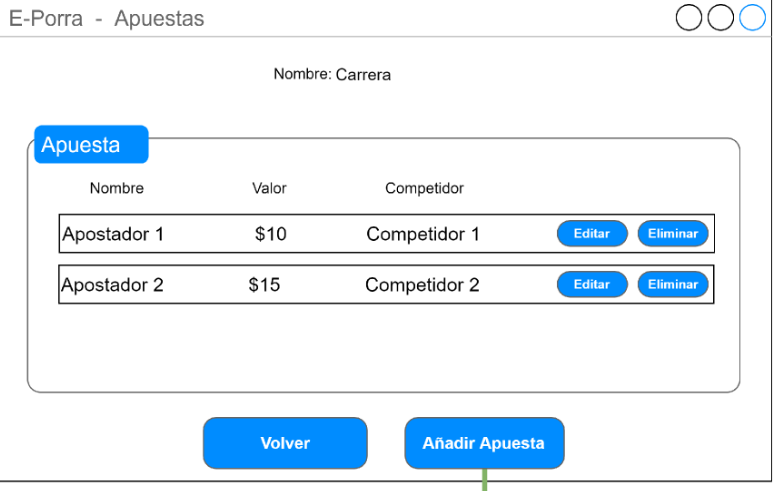 E-Porra - Apuestas
Nombre: Carrera
Apuesta
Nombre Valor Competidor
Apostador 1 $10 Competidor 1 Editar Eliminar
Apostador 2 $15 Competidor 2 Editar Eliminar
Volver Añadir Apuesta